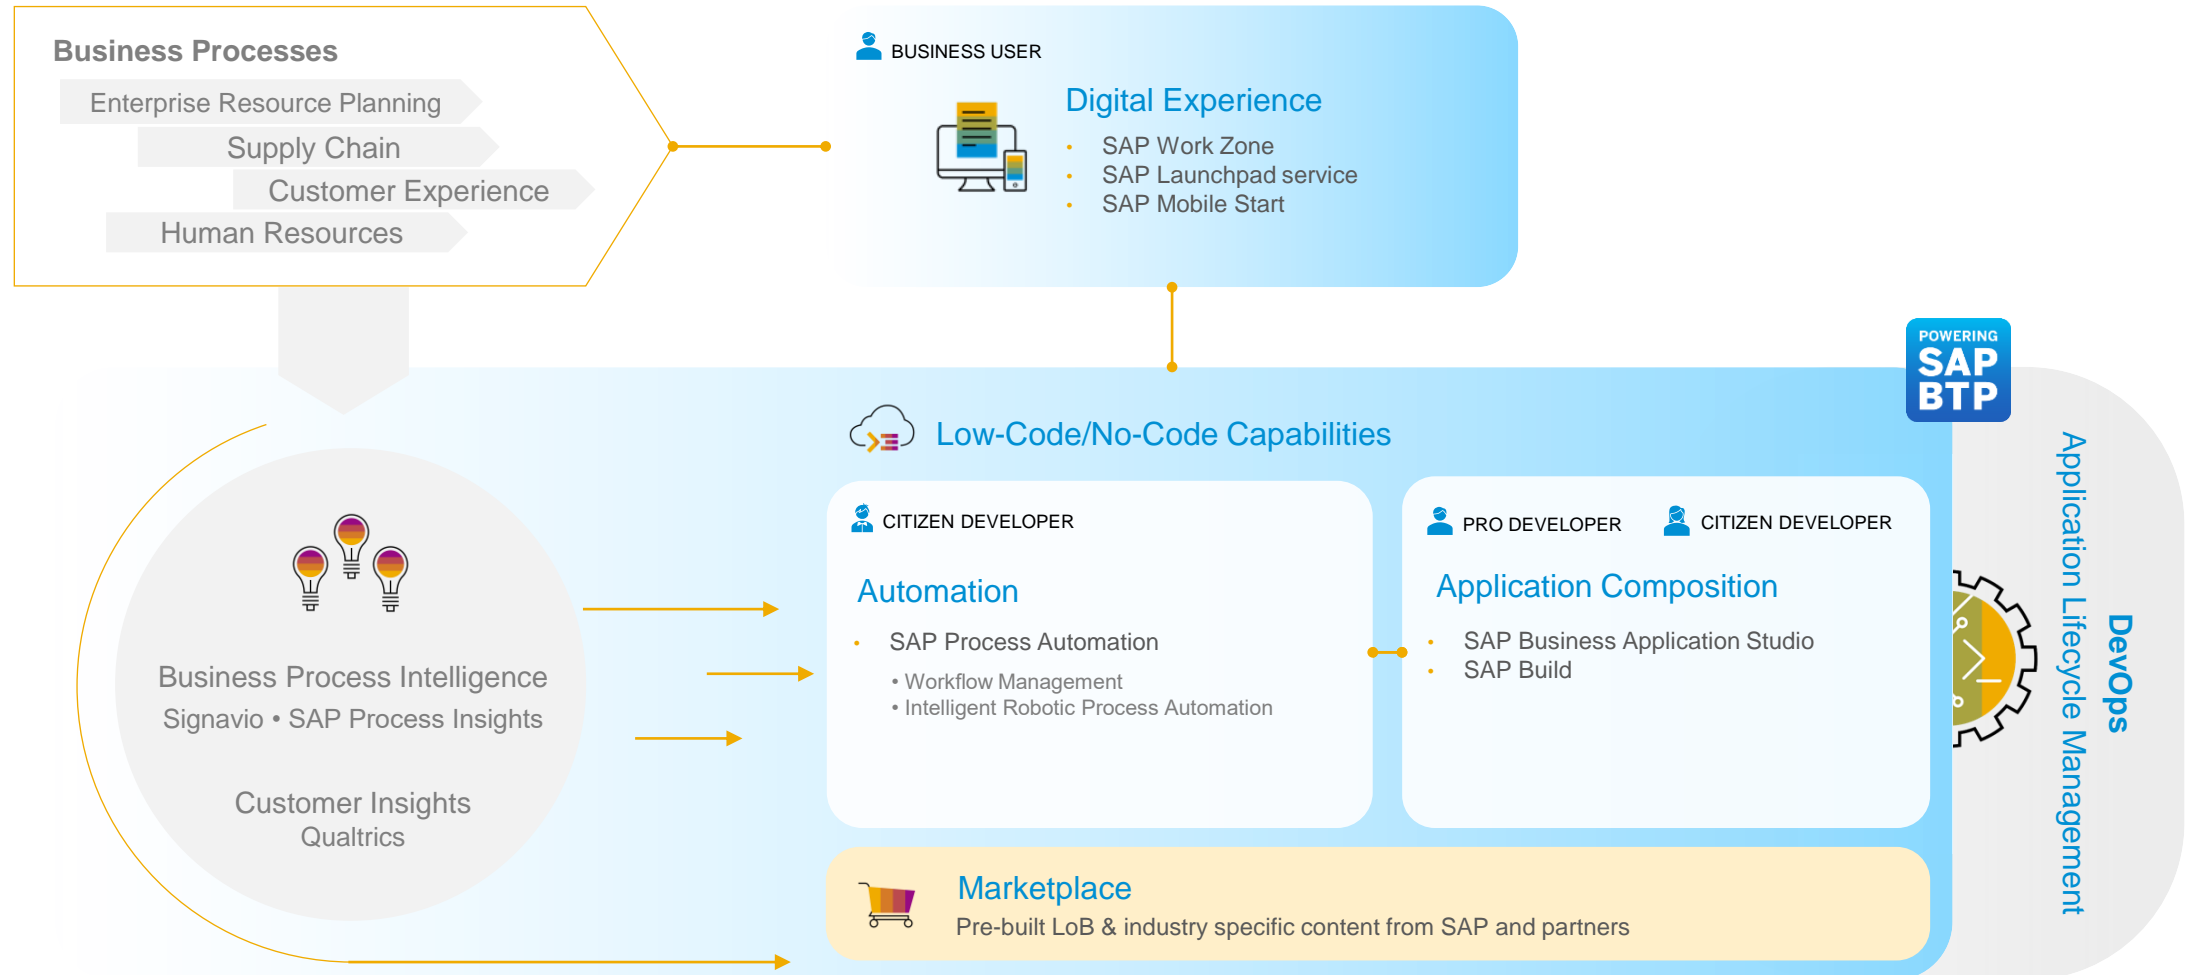 Business Processes
Enterprise Resource Planning
Supply Chain
Customer Experience
Human Resources
BUSINESS USER
Digital Experience
• SAP Work Zone
• SAP Launchpad service
• SAP Mobile Start
POWERING
SAP
BTP
Low-Code/No-Code Capabilities
Business Process Intelligence
Signavio • SAP Process Insights
Customer Insights
Qualtrics
CITIZEN DEVELOPER
Automation
• SAP Process Automation
• Workflow Management
• Intelligent Robotic Process Automation
PRO DEVELOPER
CITIZEN DEVELOPER
Application Composition
• SAP Business Application Studio
• SAP Build
Marketplace
Pre-built LoB & industry specific content from SAP and partners
DevOps
Application Lifecycle Management